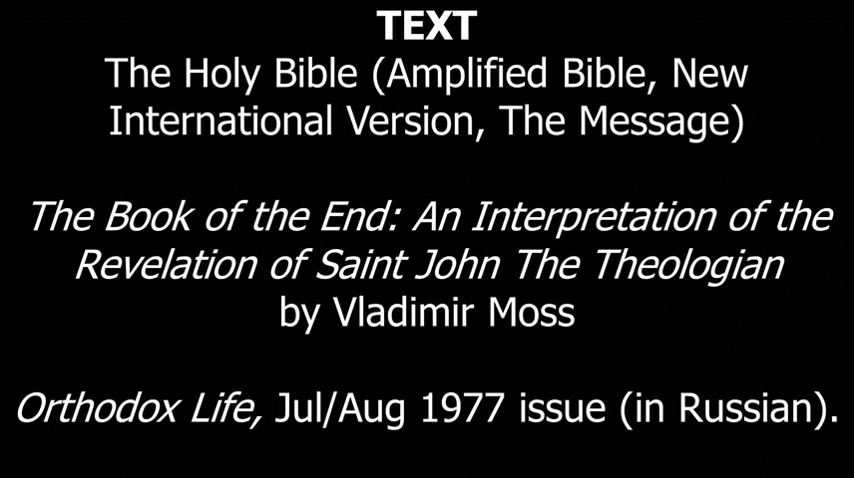 TEXT
The Holy Bible (Amplified Bible, New
International Version, The Message)
The Book of the End: An Interpretation of the
Revelation of Saint John The Theologian
by Vladimir Moss
Orthodox Life, Jul/Aug 1977 issue (in Russian).